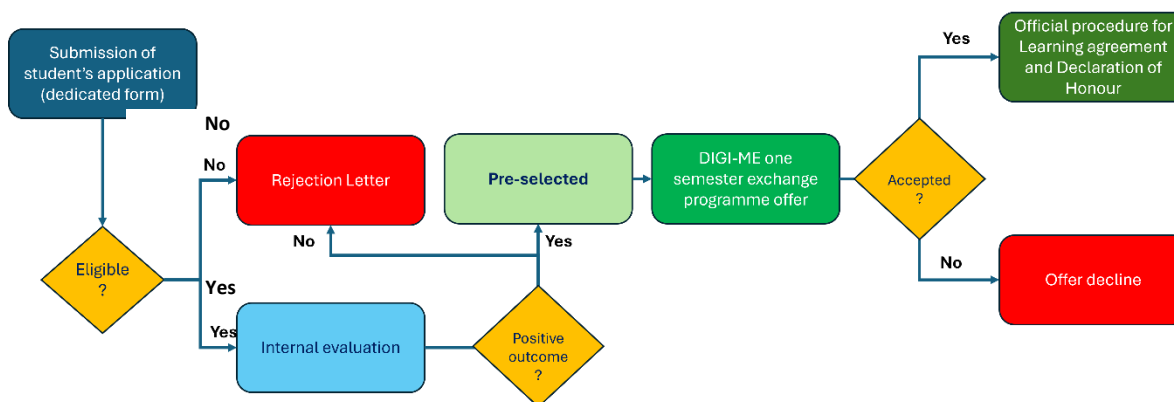 Submission of
student's application
(dedicated form)
No
No
Rejection Letter
No
Eligible
?
Yes
Yes
Internal evaluation
Pre-selected
Yes
Positive
outcome
?
DIGI-ME one
semester exchange
programme offer
Accepted
?
Yes
Official procedure for
Learning agreement
and Declaration of
Honour
No
Offer decline